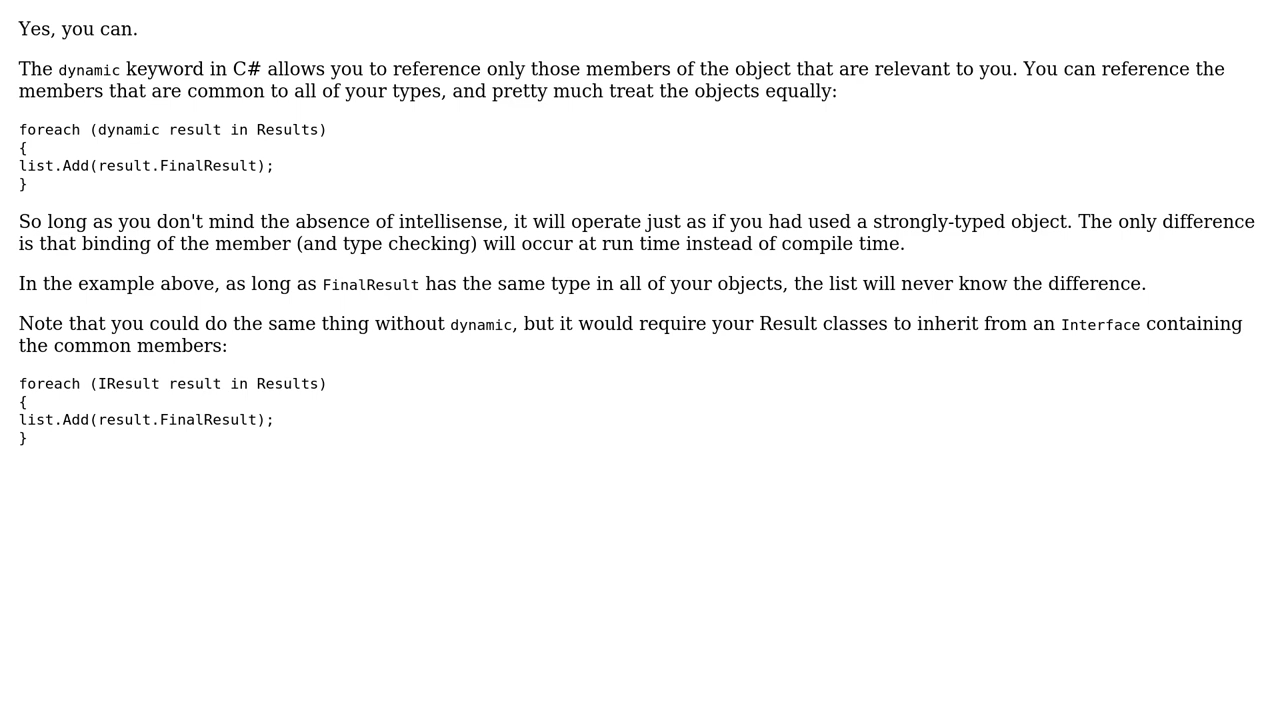 Yes, you can.
The dynamic keyword in C# allows you to reference only those members of the object that are relevant to you. You can reference the
members that are common to all of your types, and pretty much treat the objects equally:
foreach (dynamic result in Results)
{
list.Add(result.FinalResult);
}
So long as you don't mind the absence of intellisense, it will operate just as if you had used a strongly-typed object. The only difference
is that binding of the member (and type checking) will occur at run time instead of compile time.
In the example above, as long as FinalResult has the same type in all of your objects, the list will never know the difference.
Note that you could do the same thing without dynamic, but it would require your Result classes to inherit from an Interface containing
the common members:
foreach (IResult result in Results)
{
list.Add(result.FinalResult);
}